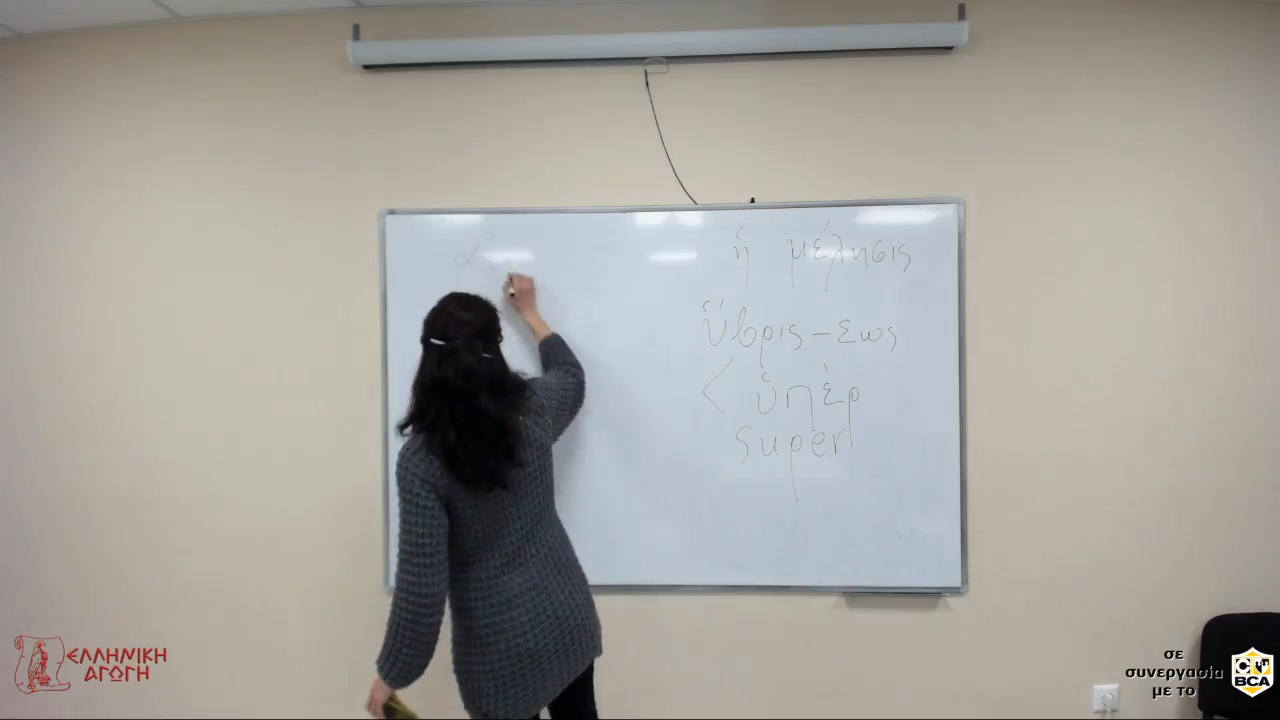 ἡ μέλησις
ὕβρις-εως
< ὑπὲρ
super
ΕΛΛΗΝΙΚΗ
ΑΓΩΓΗ
σε
συνεργασία
με το
BCA